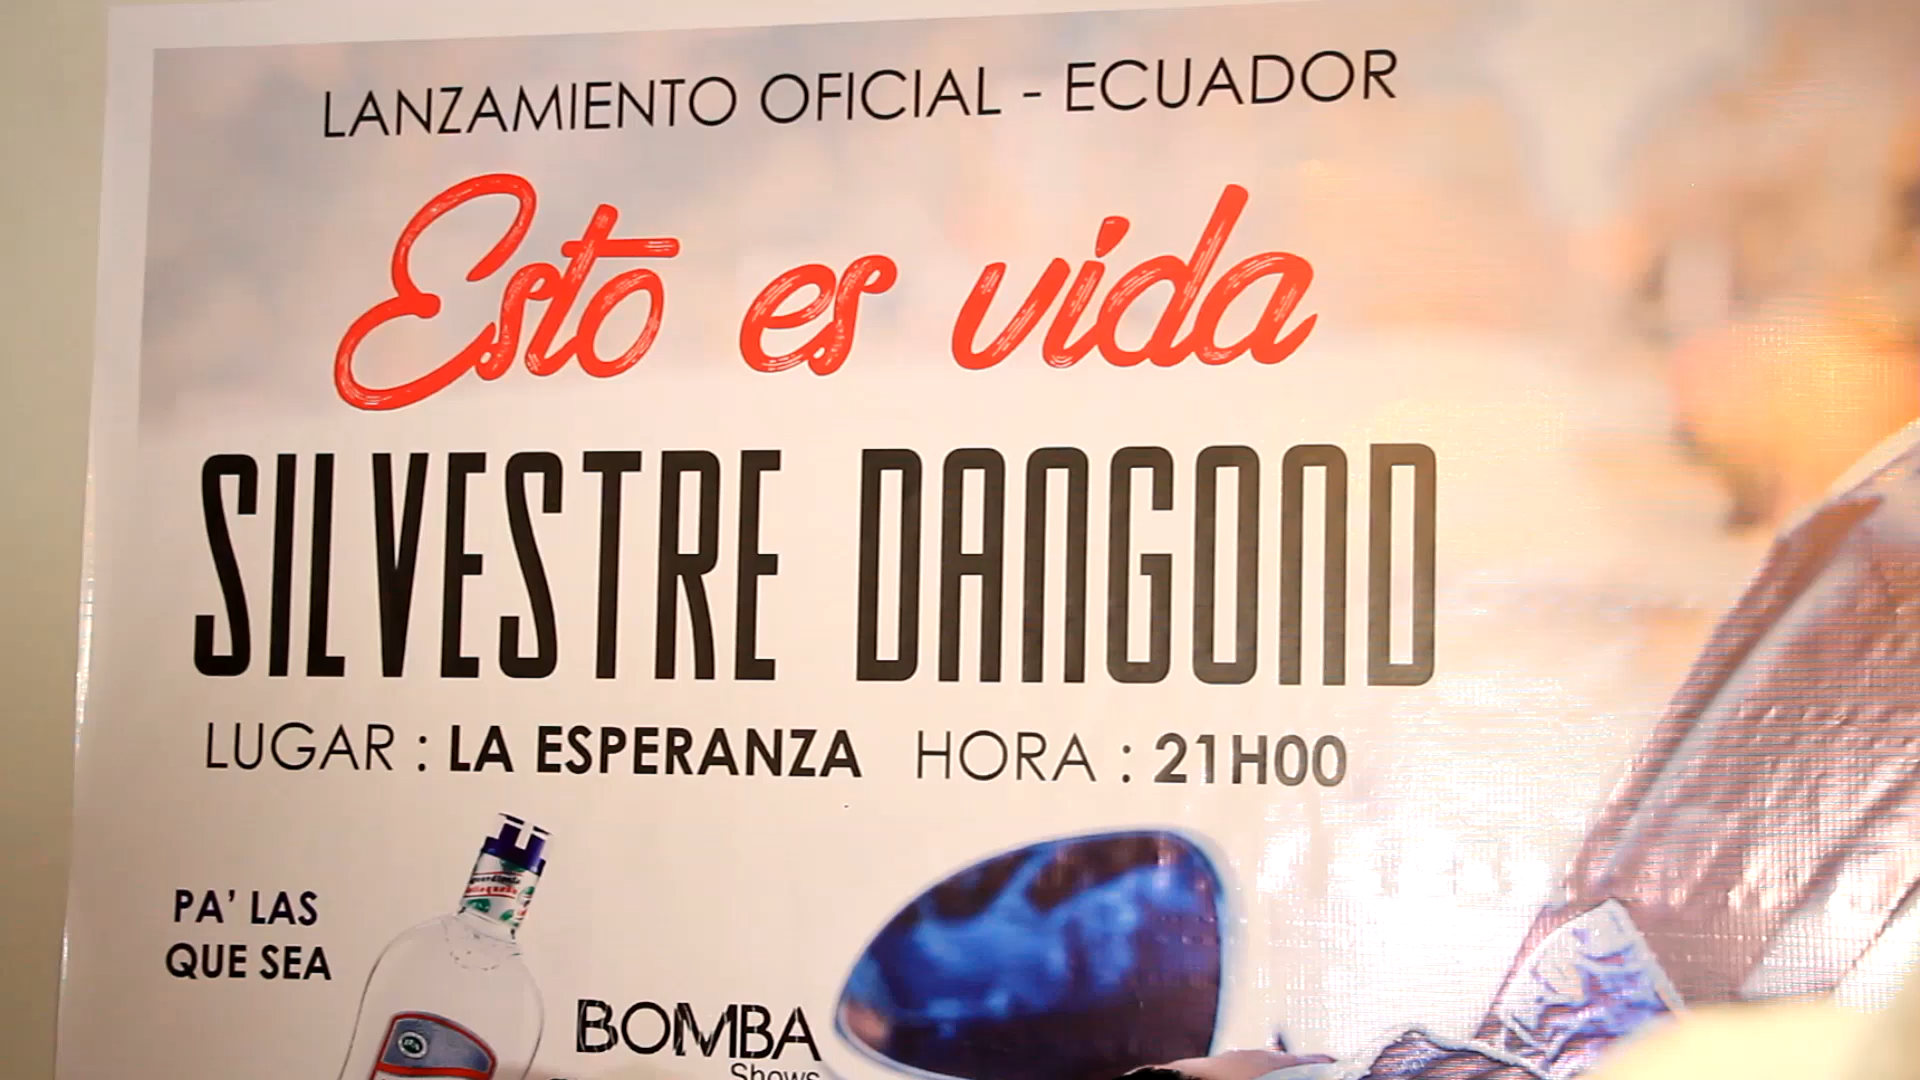 LANZAMIENTO OFICIAL - ECUADOR
Esto es vida
SILVESTRE DANGOND
LUGAR : LA ESPERANZA HORA : 21H00
PA' LAS
QUE SEA
BOMBA
Shows